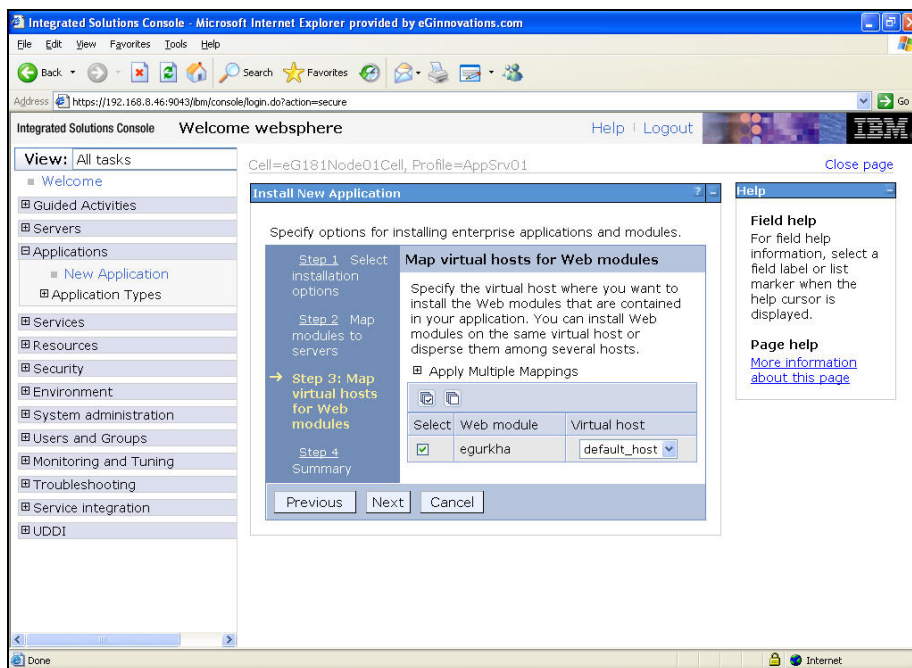 Integrated Solutions Console - Microsoft Internet Explorer provided by eGinnovations.com
File Edit View Favorites Tools Help
Back Search Favorites
Address https://192.168.8.46:9043/ibm/console/login.do?action=secure Go
Integrated Solutions Console Welcome websphere Help Logout IBM
View: All tasks
Welcome
Guided Activities
Servers
Applications
New Application
Application Types
Services
Resources
Security
Environment
System administration
Users and Groups
Monitoring and Tuning
Troubleshooting
Service integration
UDDI
Cell=eG181Node01Cell, Profile=AppSrv01 Close page
Install New Application ? –
Specify options for installing enterprise applications and modules.
Step 1 Select
installation
options
Step 2 Map
modules to
servers
Step 3: Map
virtual hosts
for Web
modules
Step 4
Summary
Map virtual hosts for Web modules
Specify the virtual host where you want to
install the Web modules that are contained
in your application. You can install Web
modules on the same virtual host or
disperse them among several hosts.
Apply Multiple Mappings
Select Web module Virtual host
egurkha default_host
Previous Next Cancel
Help –
Field help
For field help
information, select a
field label or list
marker when the
help cursor is
displayed.
Page help
More information
about this page
Done Internet